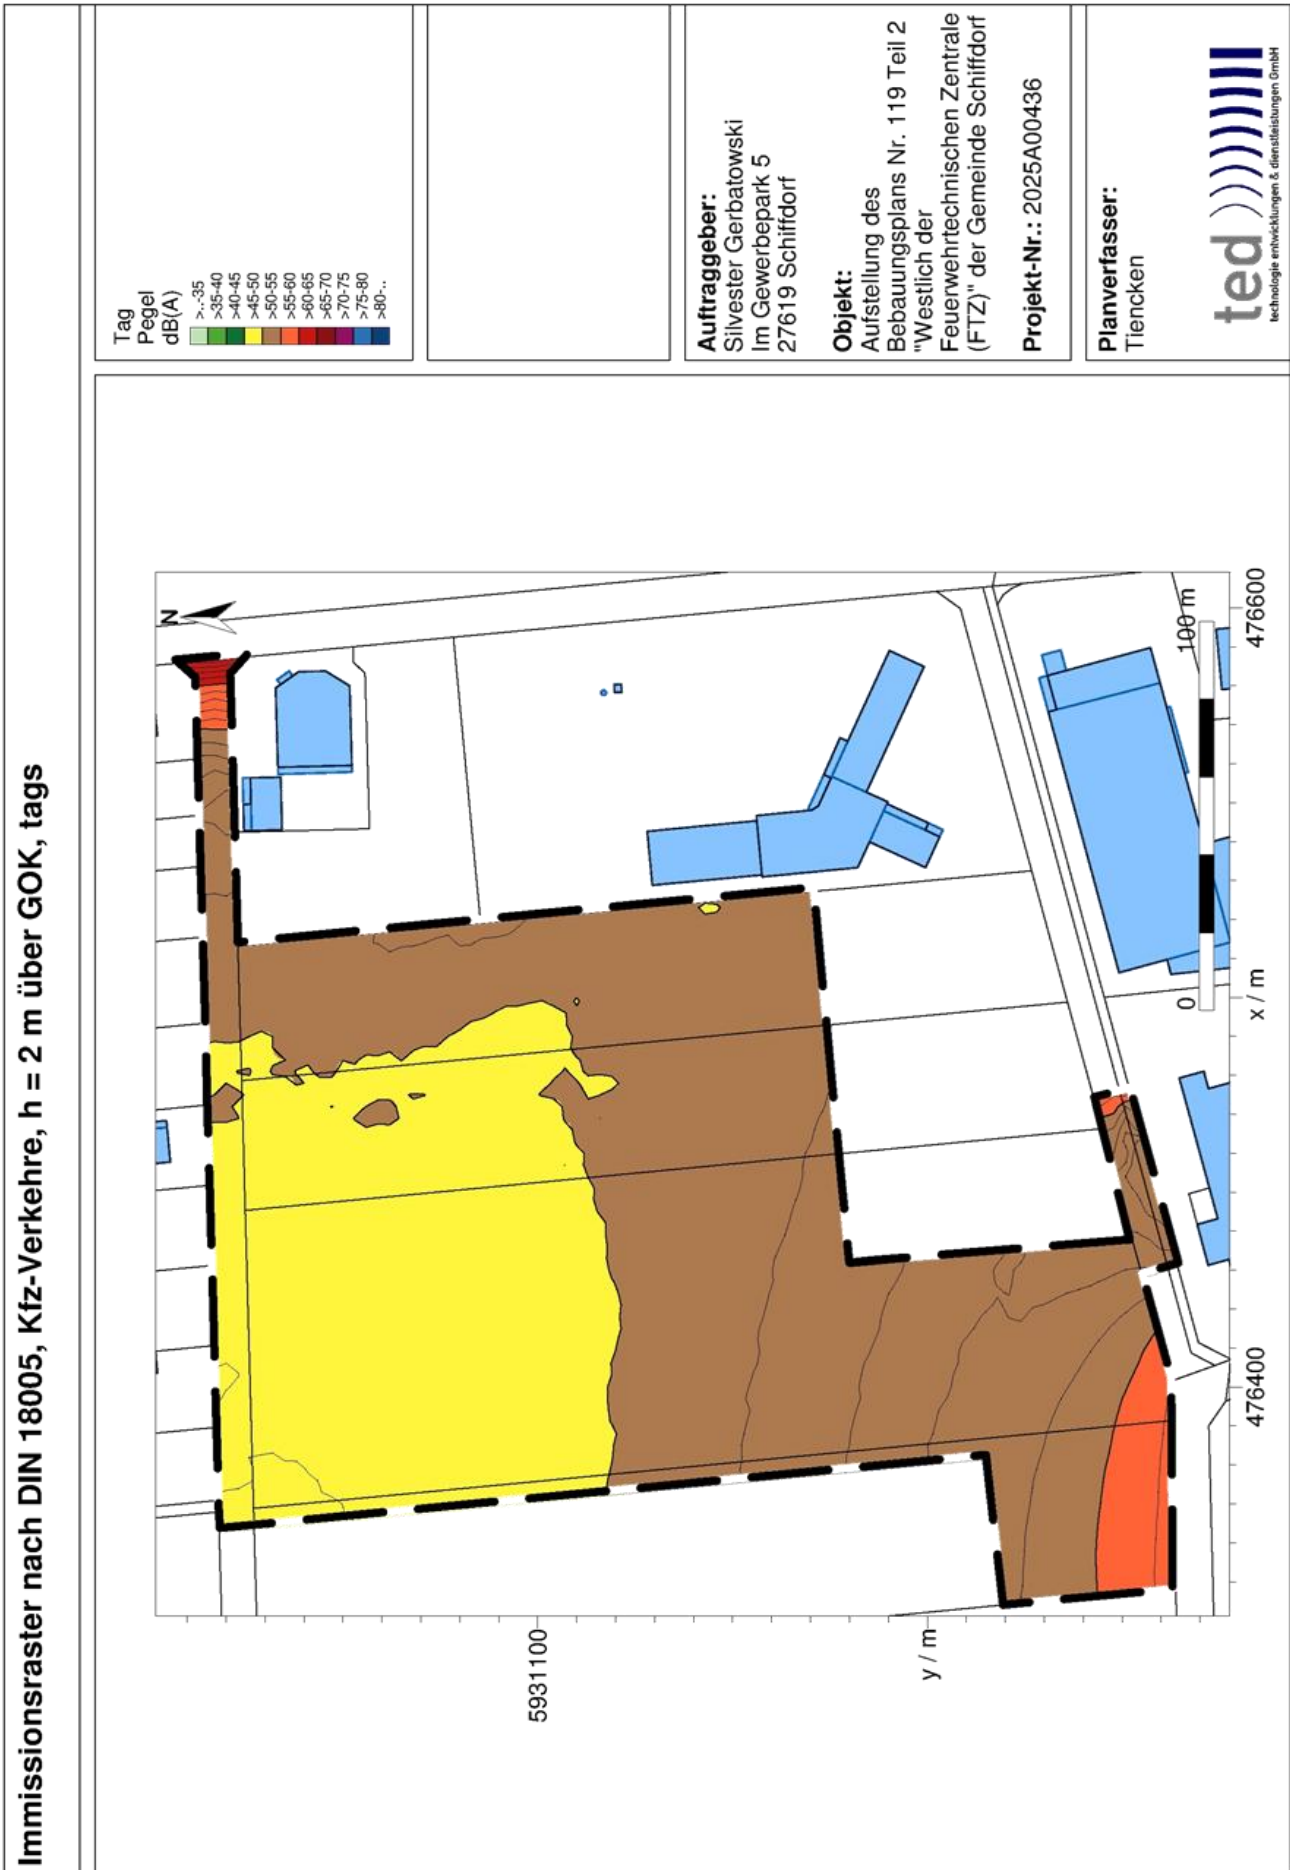 Immissionsraster nach DIN 18005, Kfz-Verkehre, h = 2 m über GOK, tags
Tag
Pegel
dB(A)
>..-35
>35-40
>40-45
>45-50
>50-55
>55-60
>60-65
>65-70
>70-75
>75-80
>80-..
Auftraggeber:
Silvester Gerbatowski
Im Gewerbepark 5
27619 Schiffdorf
Objekt:
Aufstellung des
Bebauungsplans Nr. 119 Teil 2
"Westlich der
Feuerwehrtechnischen Zentrale
(FTZ)" der Gemeinde Schiffdorf
Projekt-Nr.: 2025A00436
Planverfasser:
Tiencken
ted
technologie entwicklungen & dienstleistungen GmbH
N
5931100
y / m
0
100 m
476400
x / m
476600